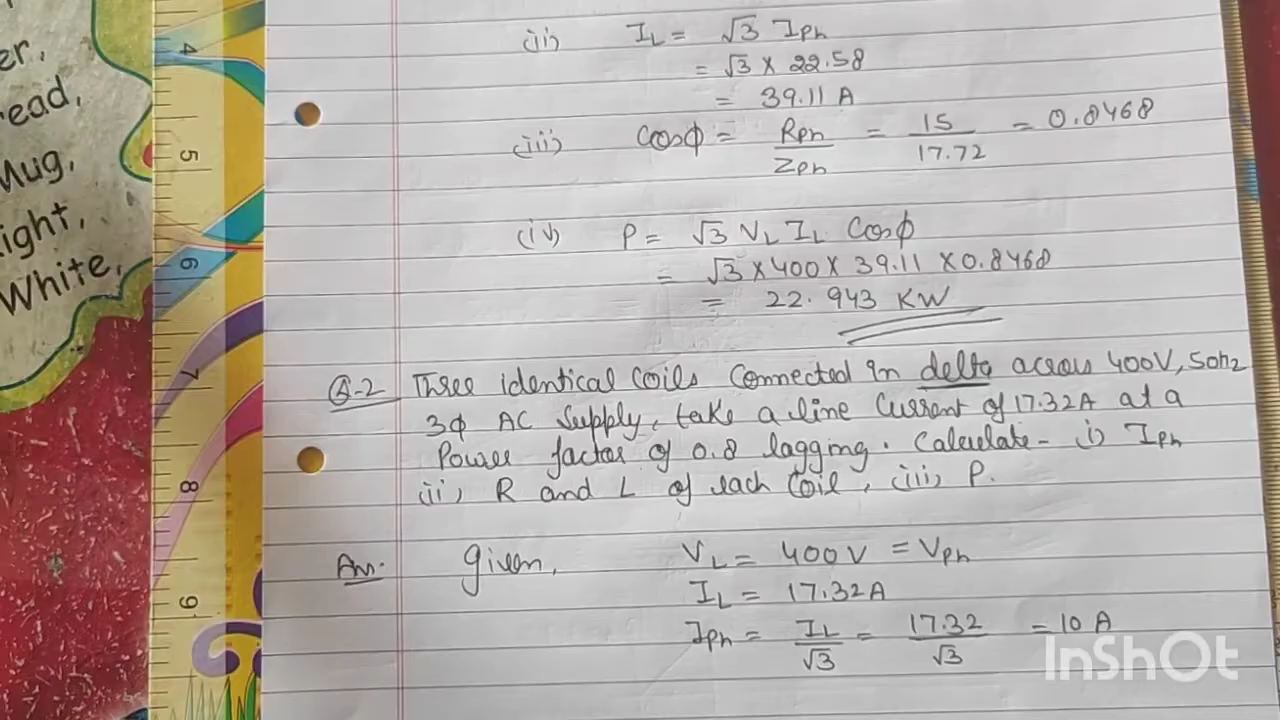 er,
read,
Mug,
ight,
White,
4
5
6
7
8
9
(ii) IL = √3 Iph
= √3 × 22.58
= 39.11 A
(iii) Cosϕ = Rph / Zph = 15 / 17.72 = 0.8468
(iv) P = √3 VL IL Cosϕ
= √3 × 400 × 39.11 × 0.8468
= 22.943 KW
Q-2 Three identical Coils Connected in delta across 400V, 50hz
3ϕ AC Supply, take a line Current of 17.32A at a
Power factor of 0.8 lagging. Calculate- i) Iph
(ii) R and L of each Coil, (iii) P.
Ans. Given, VL = 400V = Vph
IL = 17.32A
Iph = IL / √3 = 17.32 / √3 = 10 A
InShOt